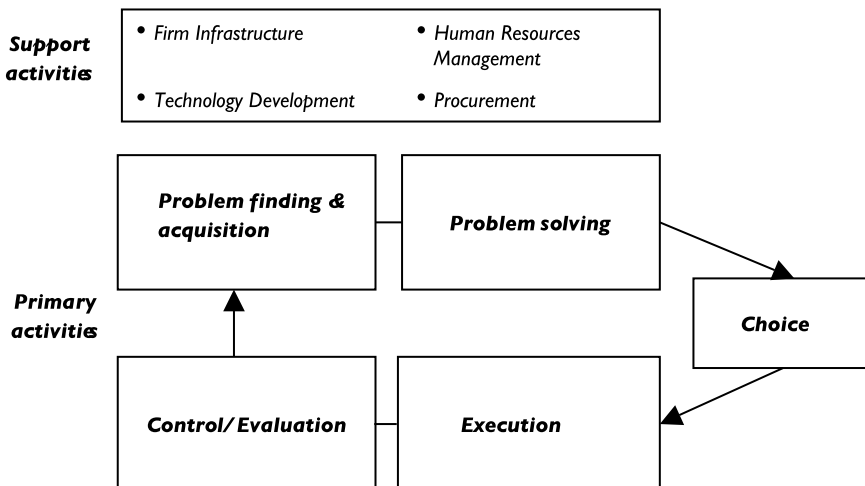 Support
activities
• Firm Infrastructure
• Human Resources
Management
• Technology Development
• Procurement
Problem finding &
acquisition
Problem solving
Primary
activities
Choice
Control/Evaluation
Execution